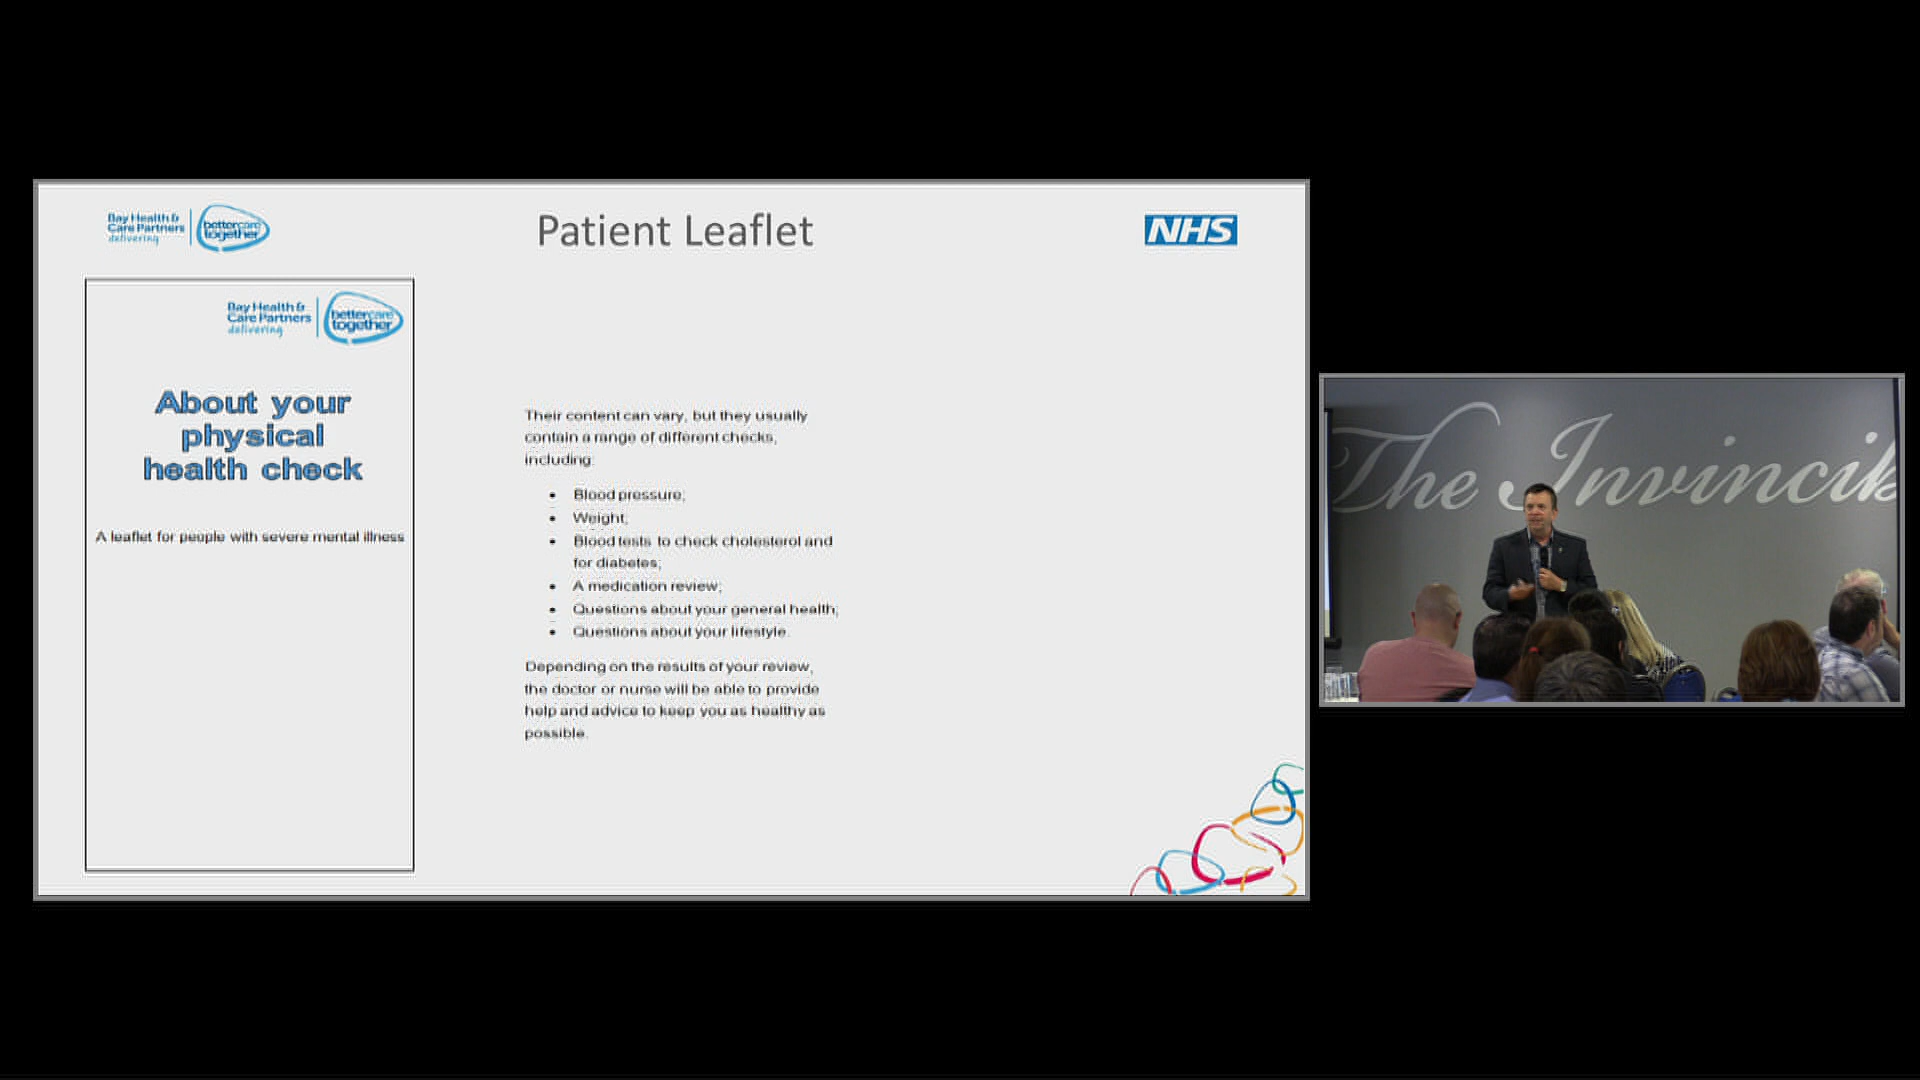 Bay Health &
Care Partners
delivering
bettercare
together
Patient Leaflet
NHS
Bay Health &
Care Partners
delivering
bettercare
together
About your
physical
health check
A leaflet for people with severe mental illness
Their content can vary, but they usually
contain a range of different checks,
including:
• Blood pressure;
• Weight;
• Blood tests to check cholesterol and
for diabetes;
• A medication review;
• Questions about your general health;
• Questions about your lifestyle.
Depending on the results of your review,
the doctor or nurse will be able to provide
help and advice to keep you as healthy as
possible.
The Invincib